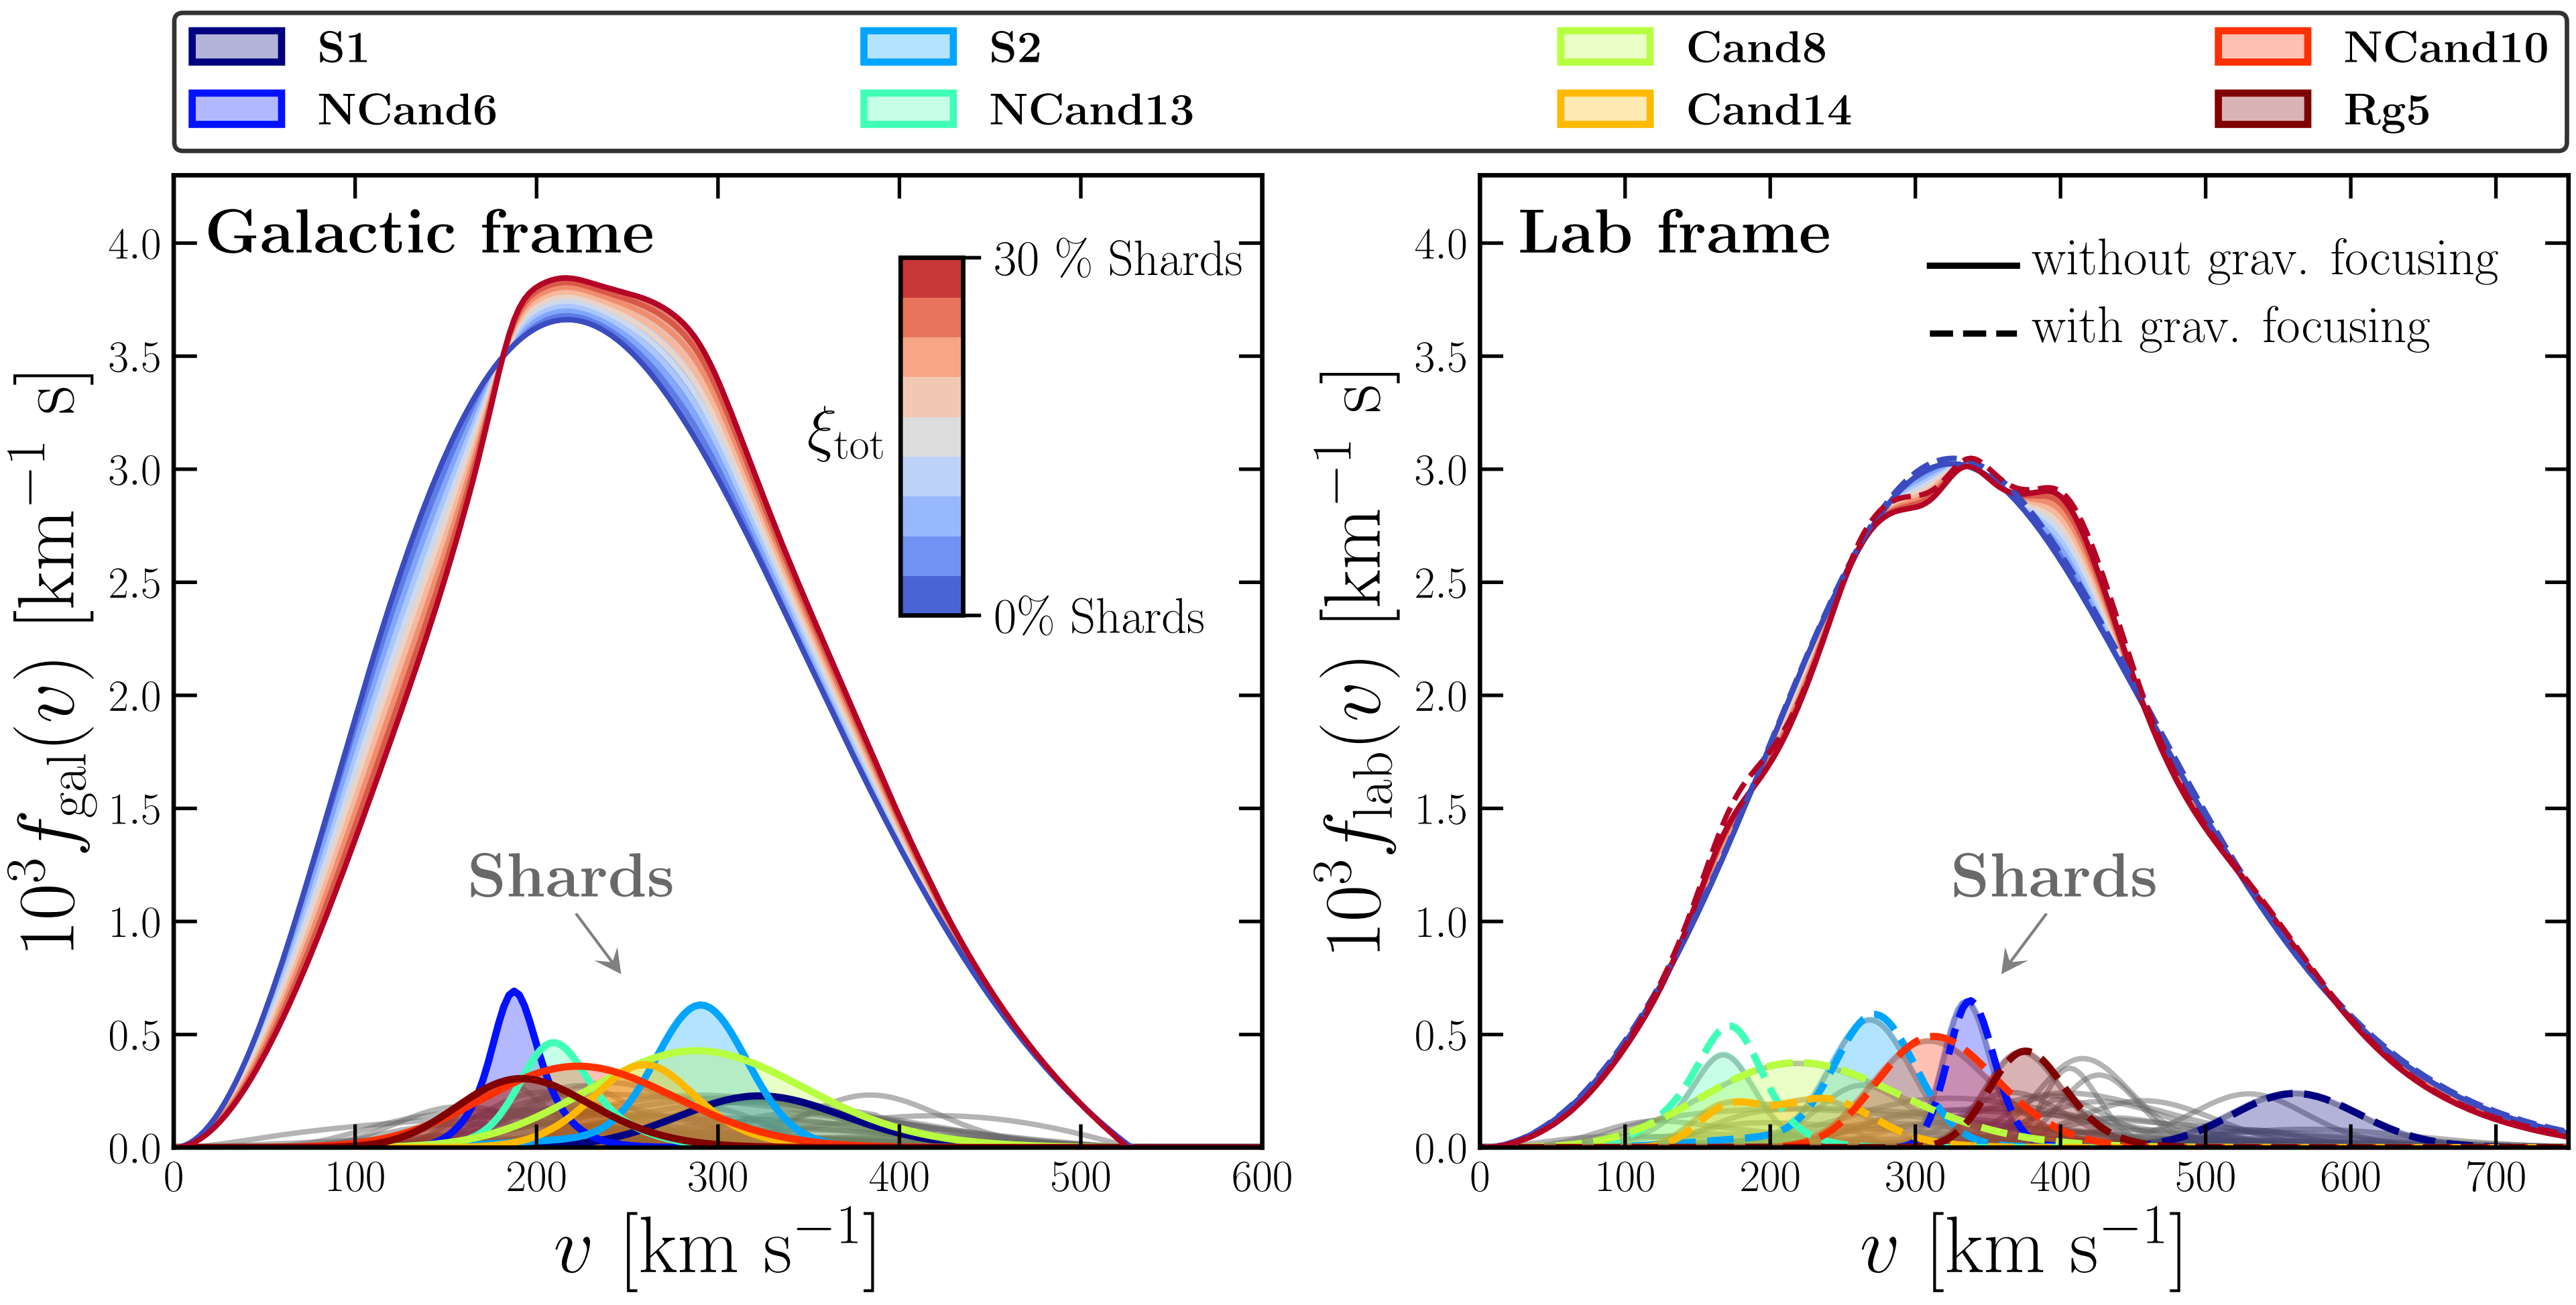 S1 S2 Cand8 NCand10
NCand6 NCand13 Cand14 Rg5
Galactic frame
30 % Shards
ξtot
0% Shards
Shards
10³ f_gal(v) [km⁻¹ s]
4.0
3.5
3.0
2.5
2.0
1.5
1.0
0.5
0.0
0 100 200 300 400 500 600
v [km s⁻¹]
Lab frame
without grav. focusing
with grav. focusing
Shards
10³ f_lab(v) [km⁻¹ s]
4.0
3.5
3.0
2.5
2.0
1.5
1.0
0.5
0.0
0 100 200 300 400 500 600 700
v [km s⁻¹]